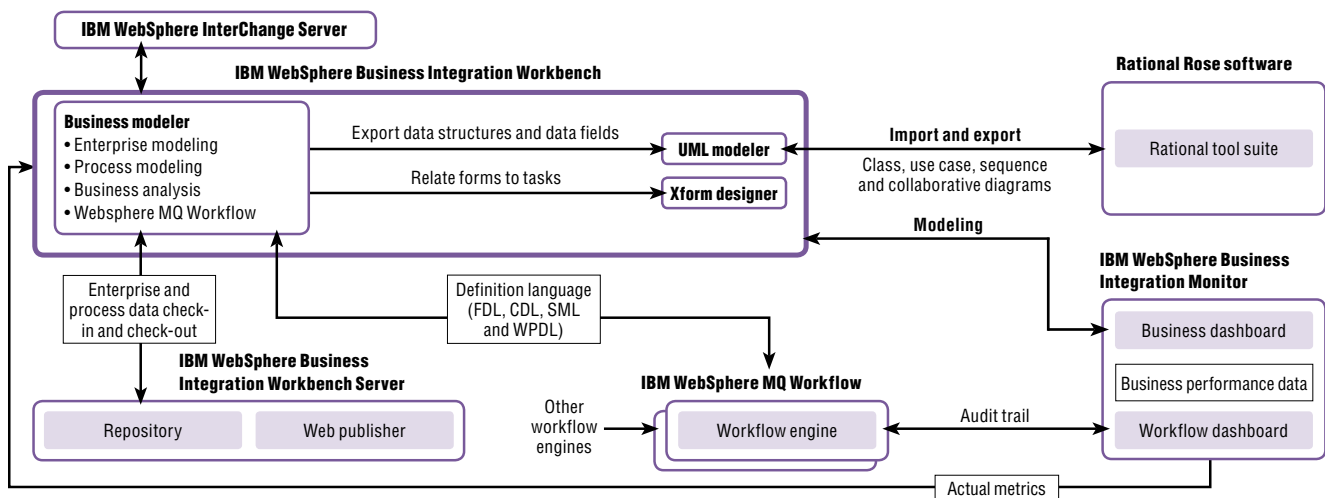 IBM WebSphere InterChange Server
IBM WebSphere Business Integration Workbench
Rational Rose software
Business modeler
• Enterprise modeling
• Process modeling
• Business analysis
• Websphere MQ Workflow
Export data structures and data fields
UML modeler
Relate forms to tasks
Xform designer
Import and export
Class, use case, sequence
and collaborative diagrams
Rational tool suite
Modeling
IBM WebSphere Business
Integration Monitor
Enterprise and
process data check-
in and check-out
Definition language
(FDL, CDL, SML
and WPDL)
Business dashboard
Business performance data
Workflow dashboard
IBM WebSphere Business
Integration Workbench Server
Repository
Web publisher
IBM WebSphere MQ Workflow
Other
workflow
engines
Workflow engine
Audit trail
Actual metrics